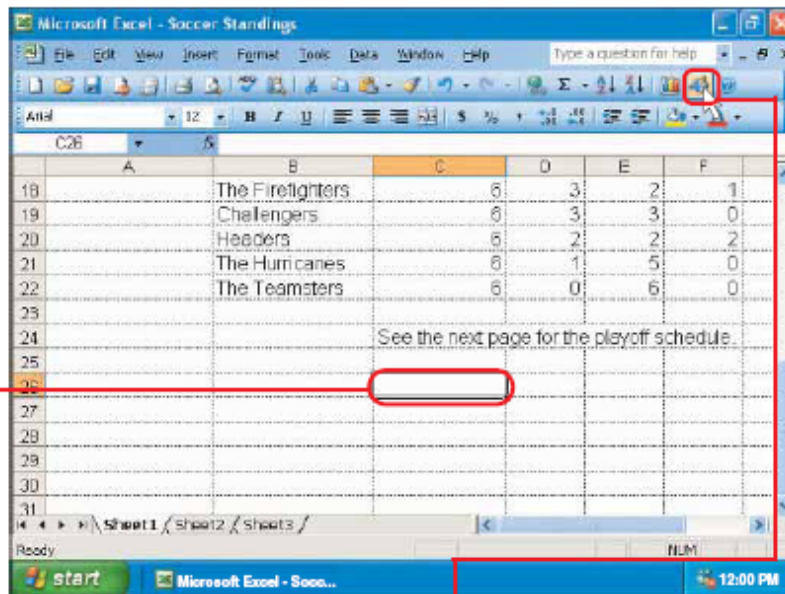 Microsoft Excel - Soccer Standings
File Edit View Insert Format Tools Data Window Help Type a question for help
Arial 12 B I U $ % ,
C26 fx
A B C D E F
18 The Firefighters 6 3 2 1
19 Challengers 6 3 3 0
20 Headers 6 2 2 2
21 The Hurricanes 6 1 5 0
22 The Teamsters 6 0 6 0
23
24 See the next page for the playoff schedule.
25
26
27
28
29
30
31
Sheet1 / Sheet2 / Sheet3 /
Ready NUM
start Microsoft Excel - Socc... 12:00 PM